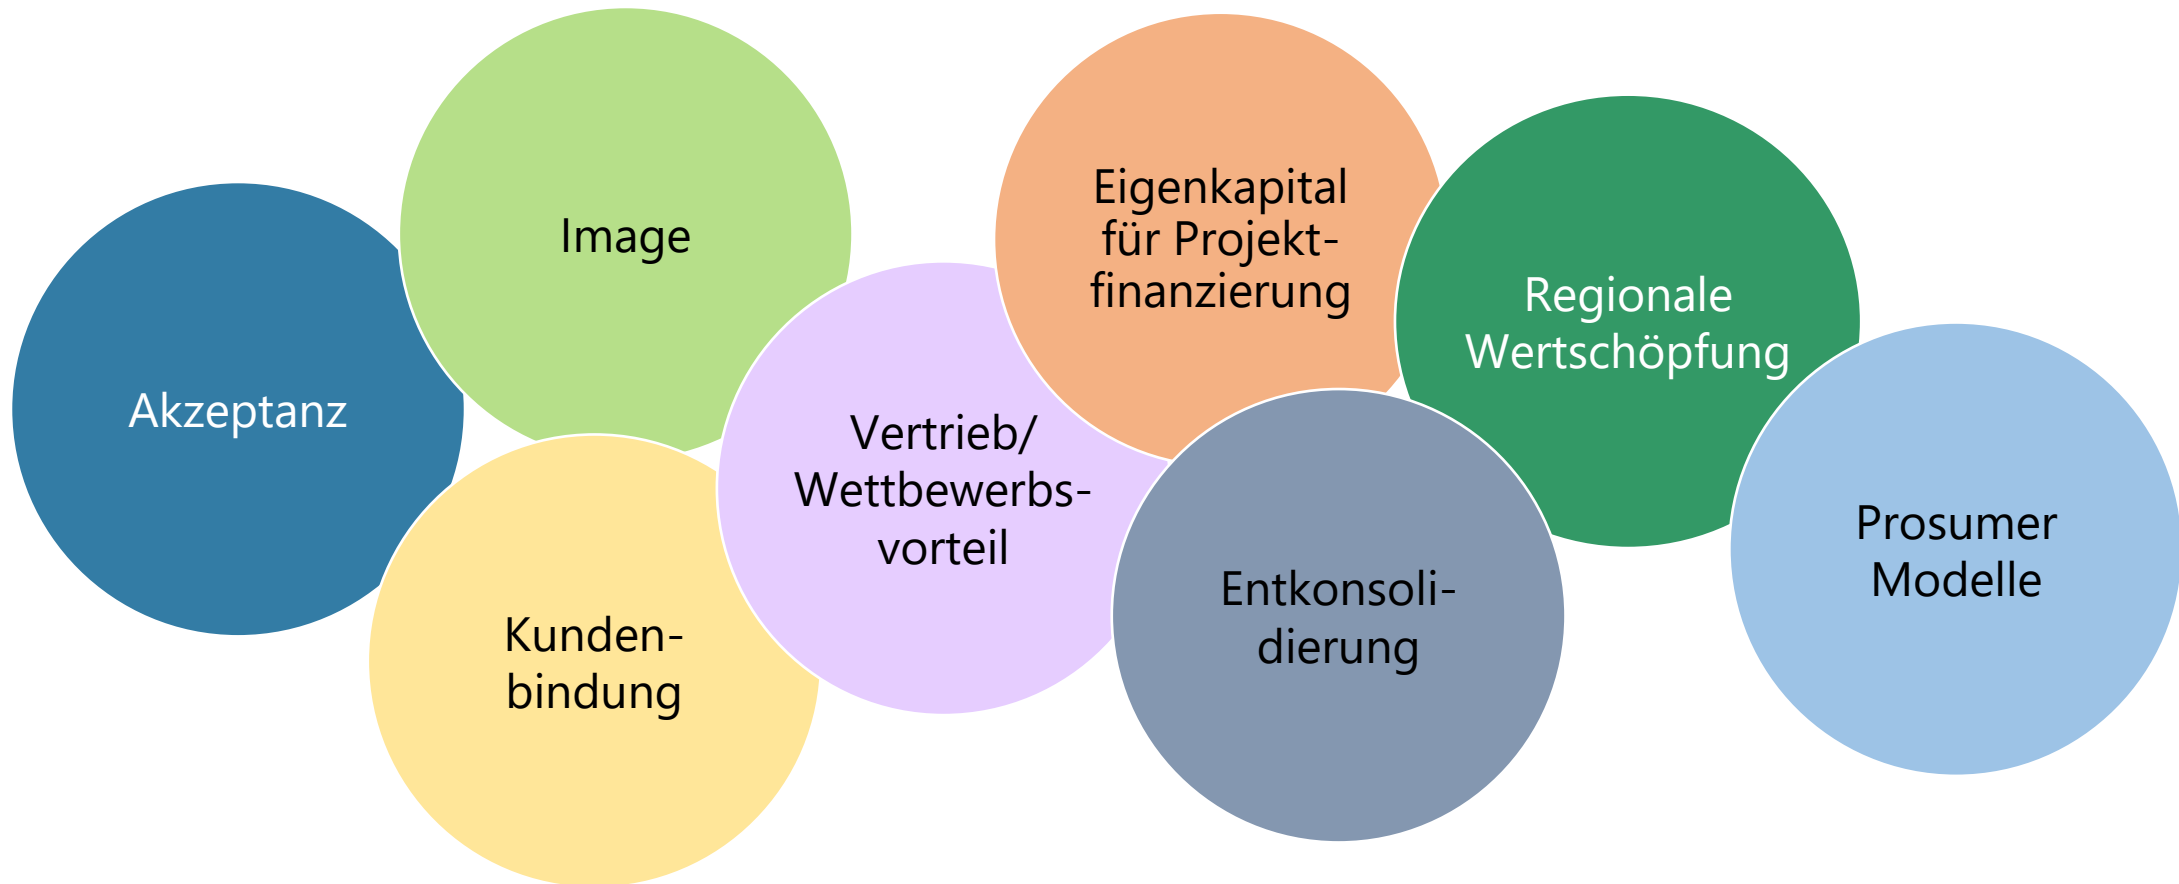 Akzeptanz
Image
Kunden-
bindung
Vertrieb/
Wettbewerbs-
vorteil
Eigenkapital
für Projekt-
finanzierung
Entkonsoli-
dierung
Regionale
Wertschöpfung
Prosumer
Modelle